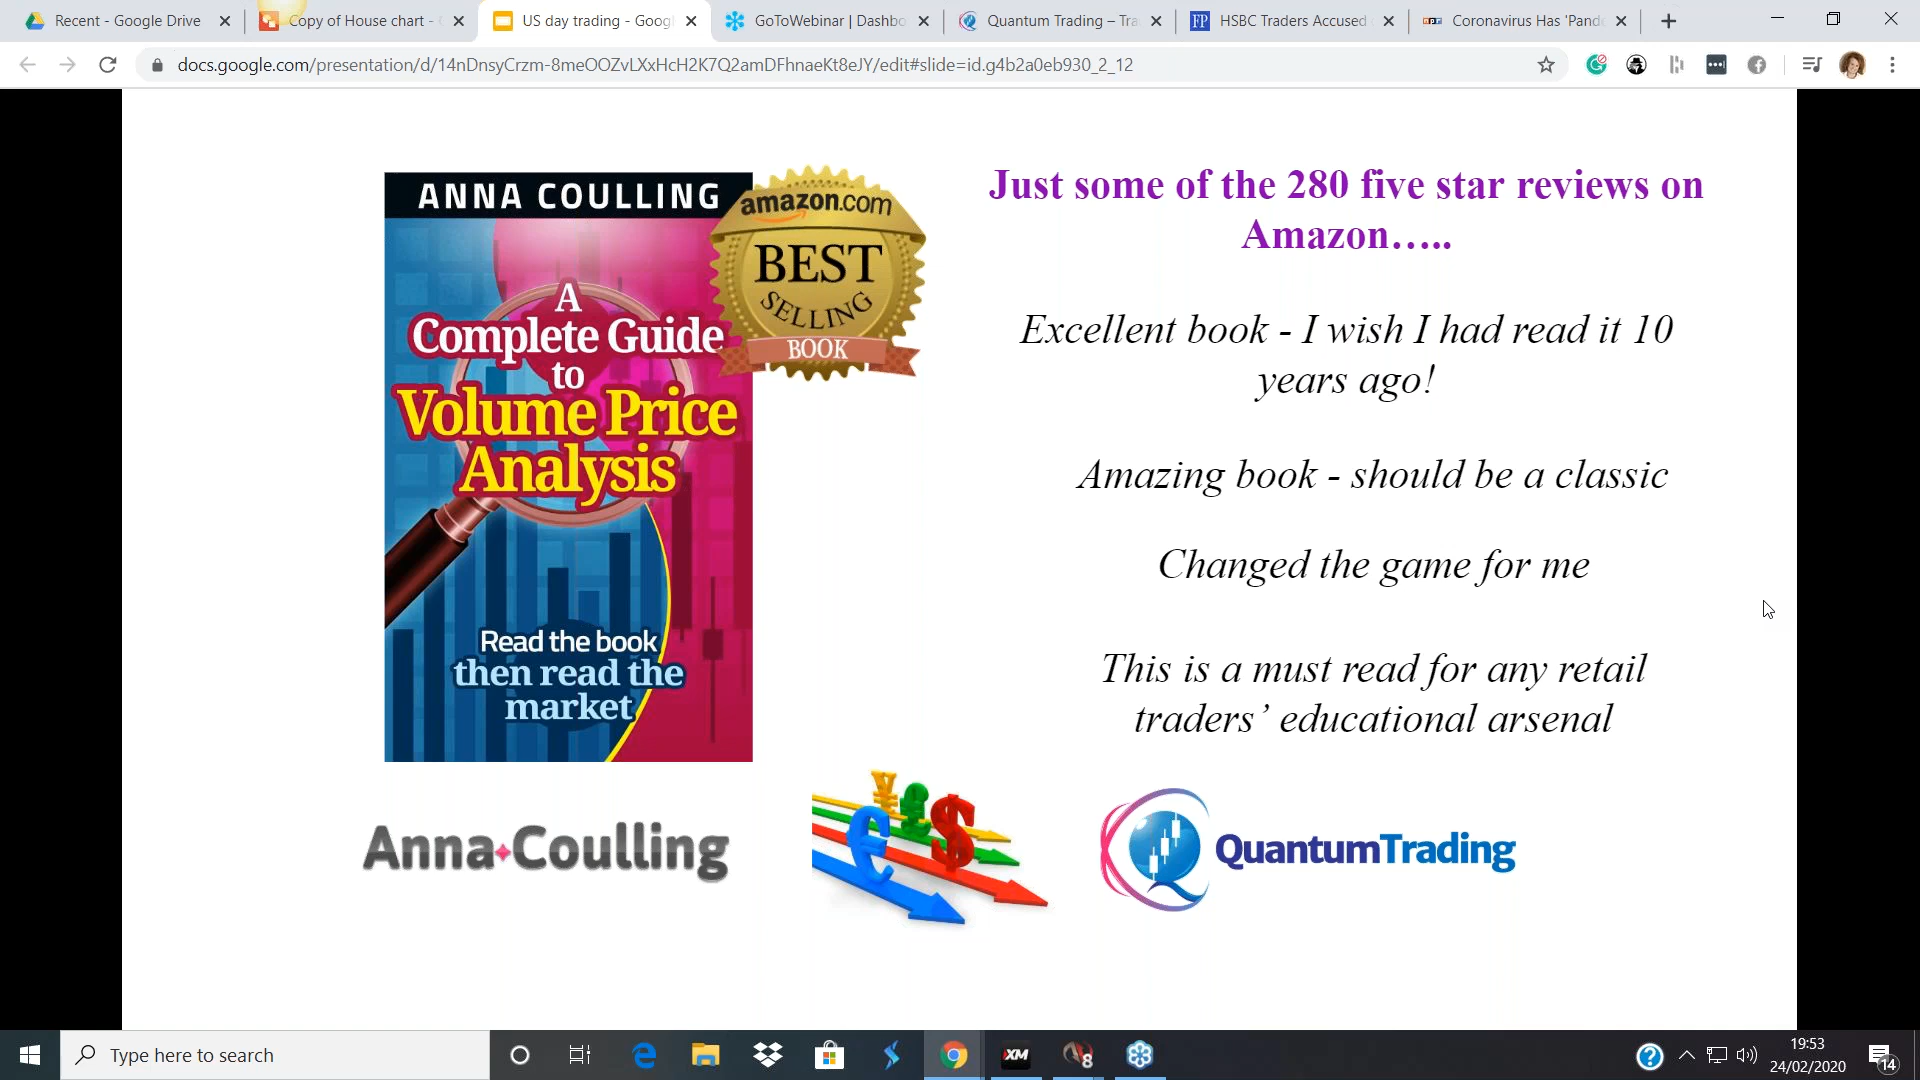 Recent - Google Drive
Copy of House chart -
US day trading - Googl
GoToWebinar | Dashbo
Quantum Trading – Tra
FP HSBC Traders Accused
npr Coronavirus Has 'Pand
docs.google.com/presentation/d/14nDnsyCrzm-8meOOZvLXxHcH2K7Q2amDFhnaeKt8eJY/edit#slide=id.g4b2a0eb930_2_12
ANNA COULLING
A
Complete Guide
to
Volume Price
Analysis
Read the book
then read the
market
amazon.com
BEST
SELLING
BOOK
Just some of the 280 five star reviews on
Amazon.....
Excellent book - I wish I had read it 10
years ago!
Amazing book - should be a classic
Changed the game for me
This is a must read for any retail
traders’ educational arsenal
Anna Coulling
QuantumTrading
Type here to search
XM
8
19:53
24/02/2020
14